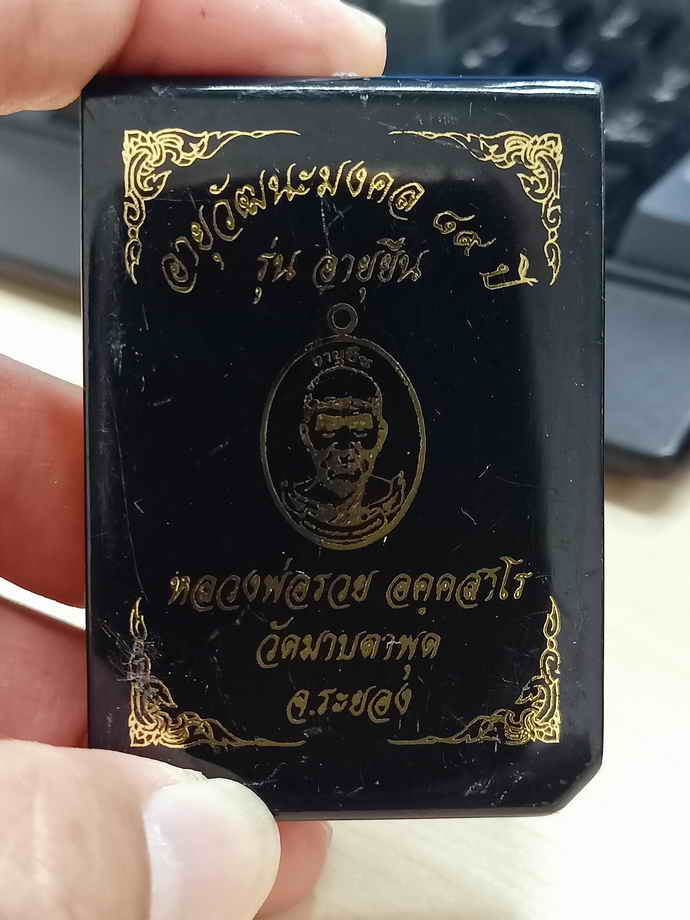 อายุวัฒนะมงคล ๘๙ ปี
รุ่น อายุยืน
อายุยืน
หลวงพ่อรวย อคฺคสาโร
วัดมาบตาพุด
จ.ระยอง